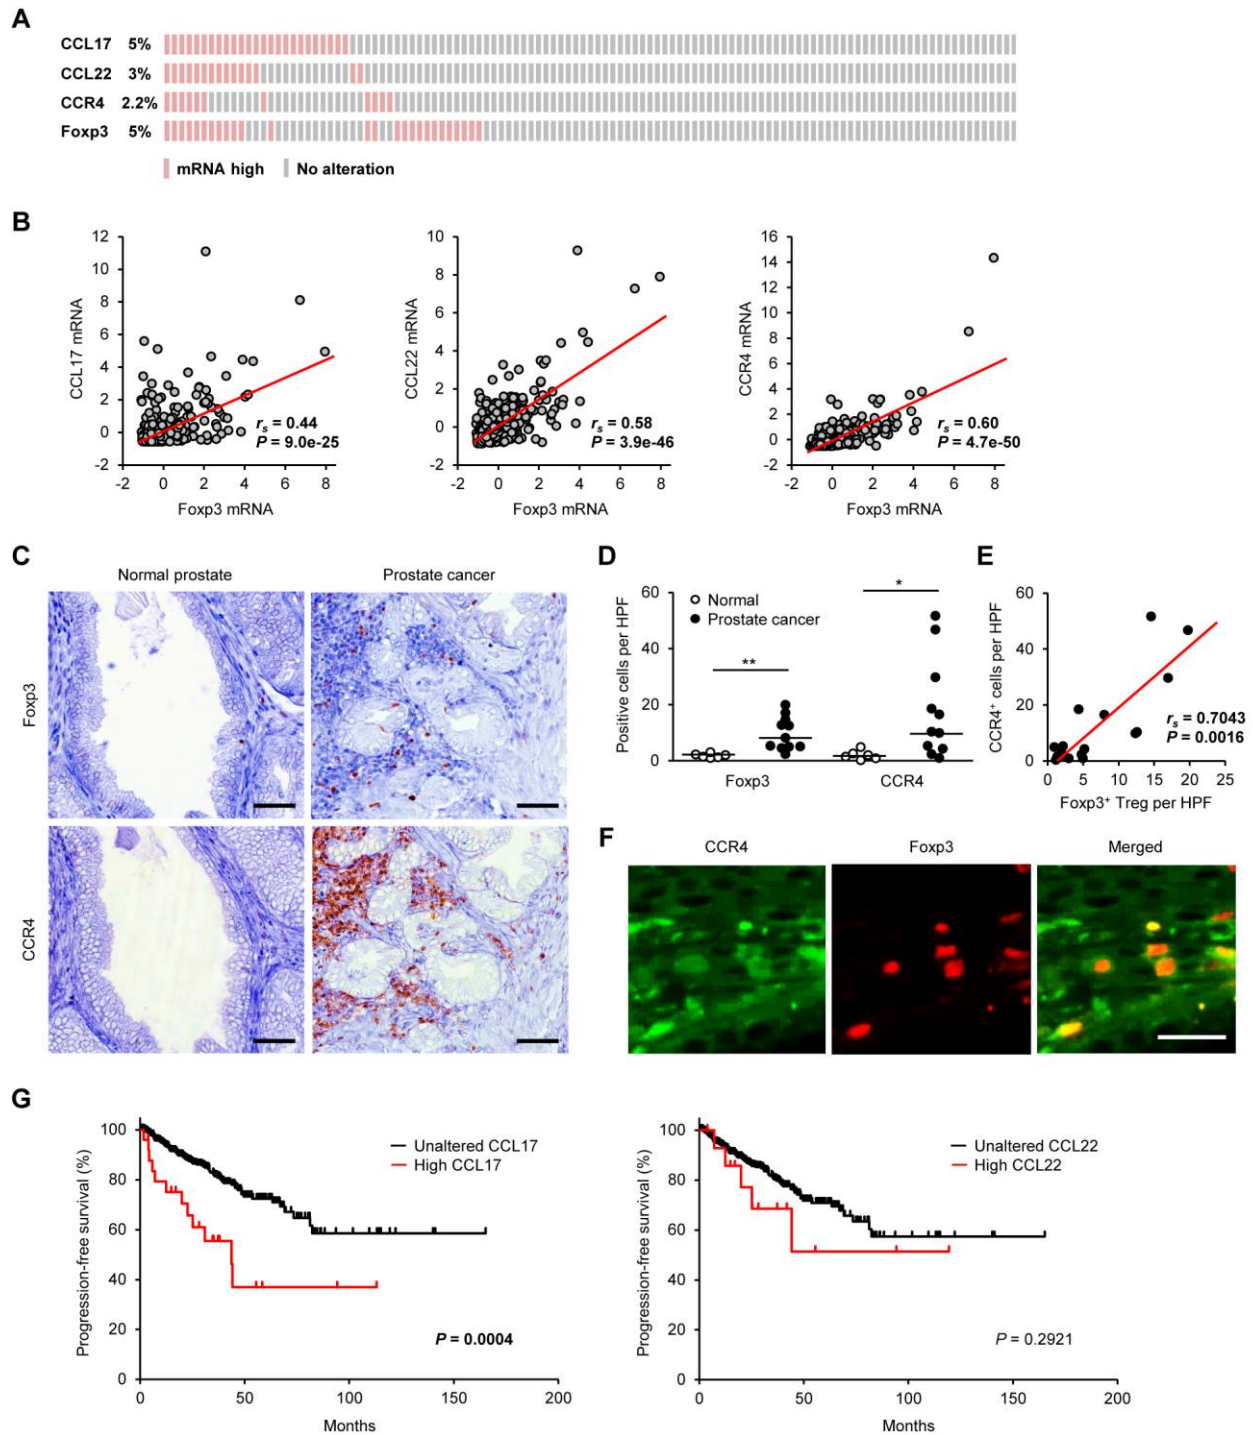 A
CCL17 5%
CCL22 3%
CCR4 2.2%
Foxp3 5%
mRNA high No alteration
B
CCL17 mRNA
12
10
8
6
4
2
0
-2
-2 0 2 4 6 8
Foxp3 mRNA
rs = 0.44
P = 9.0e-25
CCL22 mRNA
10
8
6
4
2
0
-2
-2 0 2 4 6 8
Foxp3 mRNA
rs = 0.58
P = 3.9e-46
CCR4 mRNA
16
14
12
10
8
6
4
2
0
-2
-2 0 2 4 6 8
Foxp3 mRNA
rs = 0.60
P = 4.7e-50
C
Normal prostate Prostate cancer
Foxp3
CCR4
D
Positive cells per HPF
60
40
20
0
Normal
Prostate cancer
**
*
Foxp3 CCR4
E
CCR4+ cells per HPF
60
40
20
0
0 5 10 15 20 25
Foxp3+ Treg per HPF
rs = 0.7043
P = 0.0016
F
CCR4 Foxp3 Merged
G
Progression-free survival (%)
100
80
60
40
20
0
0 50 100 150 200
Months
Unaltered CCL17
High CCL17
P = 0.0004
Progression-free survival (%)
100
80
60
40
20
0
0 50 100 150 200
Months
Unaltered CCL22
High CCL22
P = 0.2921